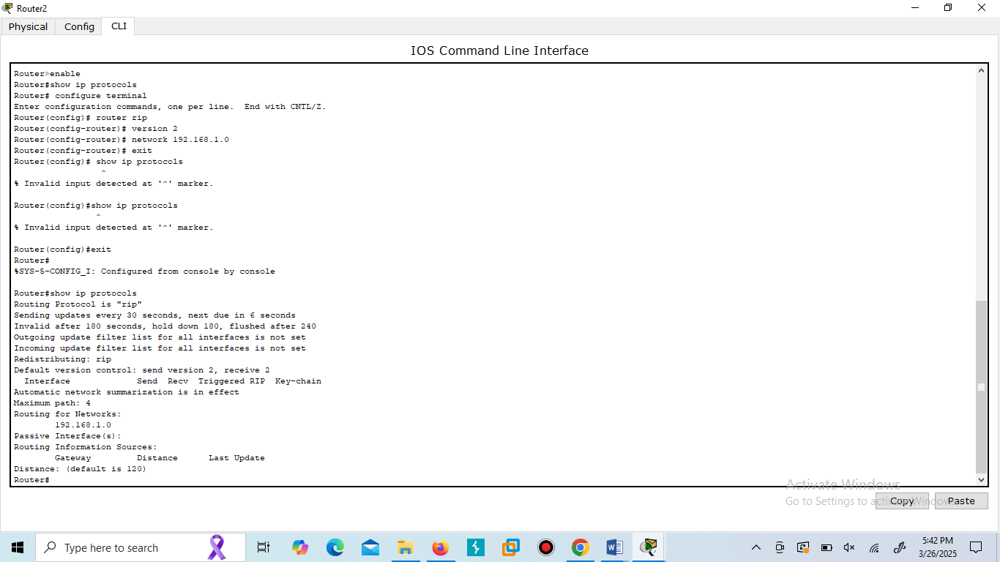 Router2
Physical Config CLI
IOS Command Line Interface
Router>enable
Router#show ip protocols
Router# configure terminal
Enter configuration commands, one per line.  End with CNTL/Z.
Router(config)# router rip
Router(config-router)# version 2
Router(config-router)# network 192.168.1.0
Router(config-router)# exit
Router(config)# show ip protocols
^
% Invalid input detected at '^' marker.
Router(config)#show ip protocols
^
% Invalid input detected at '^' marker.
Router(config)#exit
Router#
%SYS-5-CONFIG_I: Configured from console by console
Router#show ip protocols
Routing Protocol is "rip"
Sending updates every 30 seconds, next due in 6 seconds
Invalid after 180 seconds, hold down 180, flushed after 240
Outgoing update filter list for all interfaces is not set
Incoming update filter list for all interfaces is not set
Redistributing: rip
Default version control: send version 2, receive 2
Interface Send Recv Triggered RIP Key-chain
Automatic network summarization is in effect
Maximum path: 4
Routing for Networks:
192.168.1.0
Passive Interface(s):
Routing Information Sources:
Gateway Distance Last Update
Distance: (default is 120)
Router#
Activate Windows
Go to Settings to activate Windows.
Copy Paste
Type here to search
5:42 PM
3/26/2025